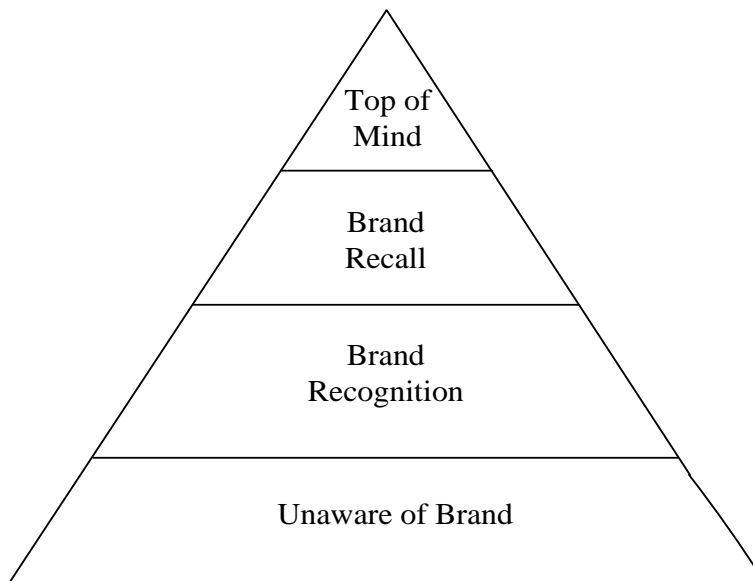 Top of
Mind
Brand
Recall
Brand
Recognition
Unaware of Brand